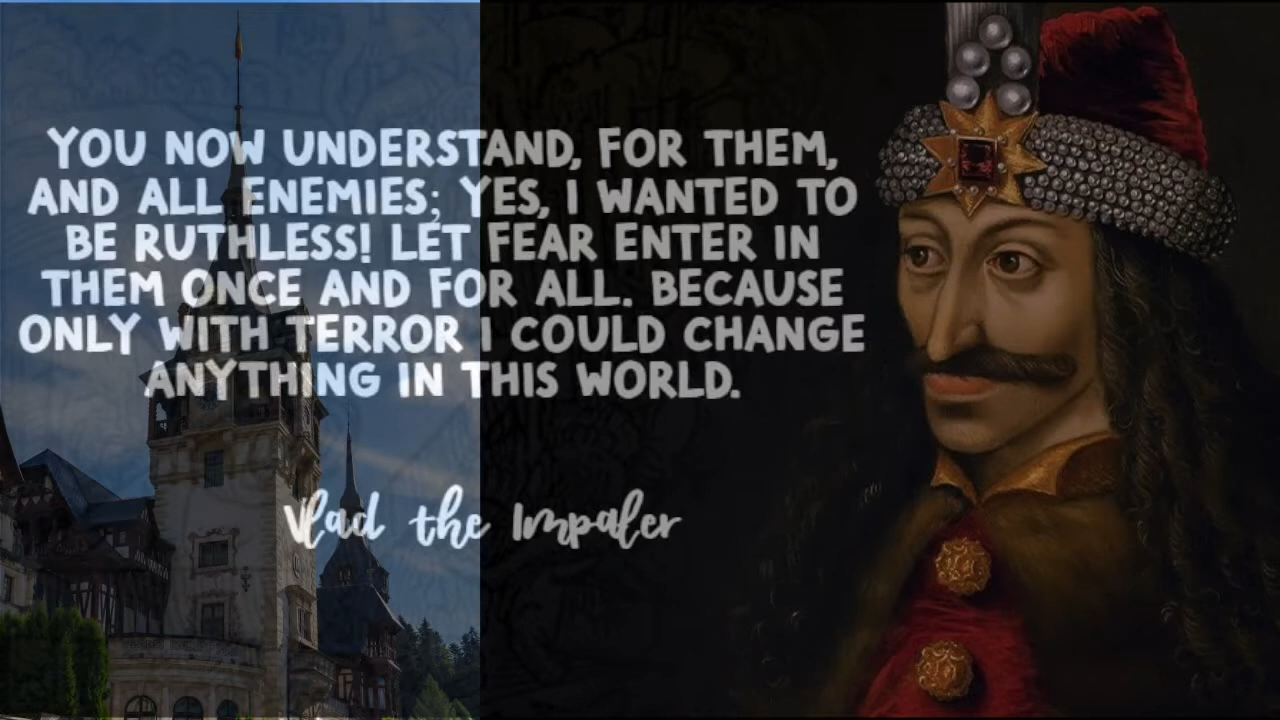 YOU NOW UNDERSTAND, FOR THEM,
AND ALL ENEMIES; YES, I WANTED TO
BE RUTHLESS! LET FEAR ENTER IN
THEM ONCE AND FOR ALL. BECAUSE
ONLY WITH TERROR I COULD CHANGE
ANYTHING IN THIS WORLD.
Vlad the Impaler